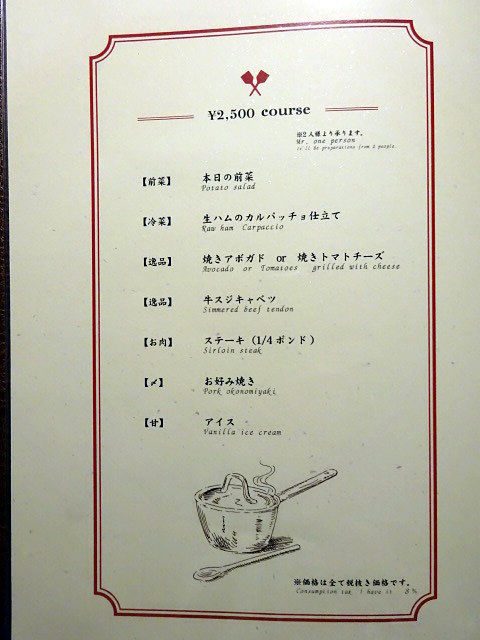 ¥2,500 course
※2人様より承ります。
Mr. one person
It'll be preparations from 2 people.
【前菜】 本日の前菜
Potato salad
【冷菜】 生ハムのカルパッチョ仕立て
Raw ham Carpaccio
【逸品】 焼きアボガド or 焼きトマトチーズ
Avocado or Tomatoes grilled with cheese
【逸品】 牛スジキャベツ
Simmered beef tendon
【お肉】 ステーキ（1/4ポンド）
Sirloin steak
【〆】 お好み焼き
Pork okonomiyaki
【甘】 アイス
Vanilla ice cream
※価格は全て税抜き価格です。
Consumption tax I have it 8%